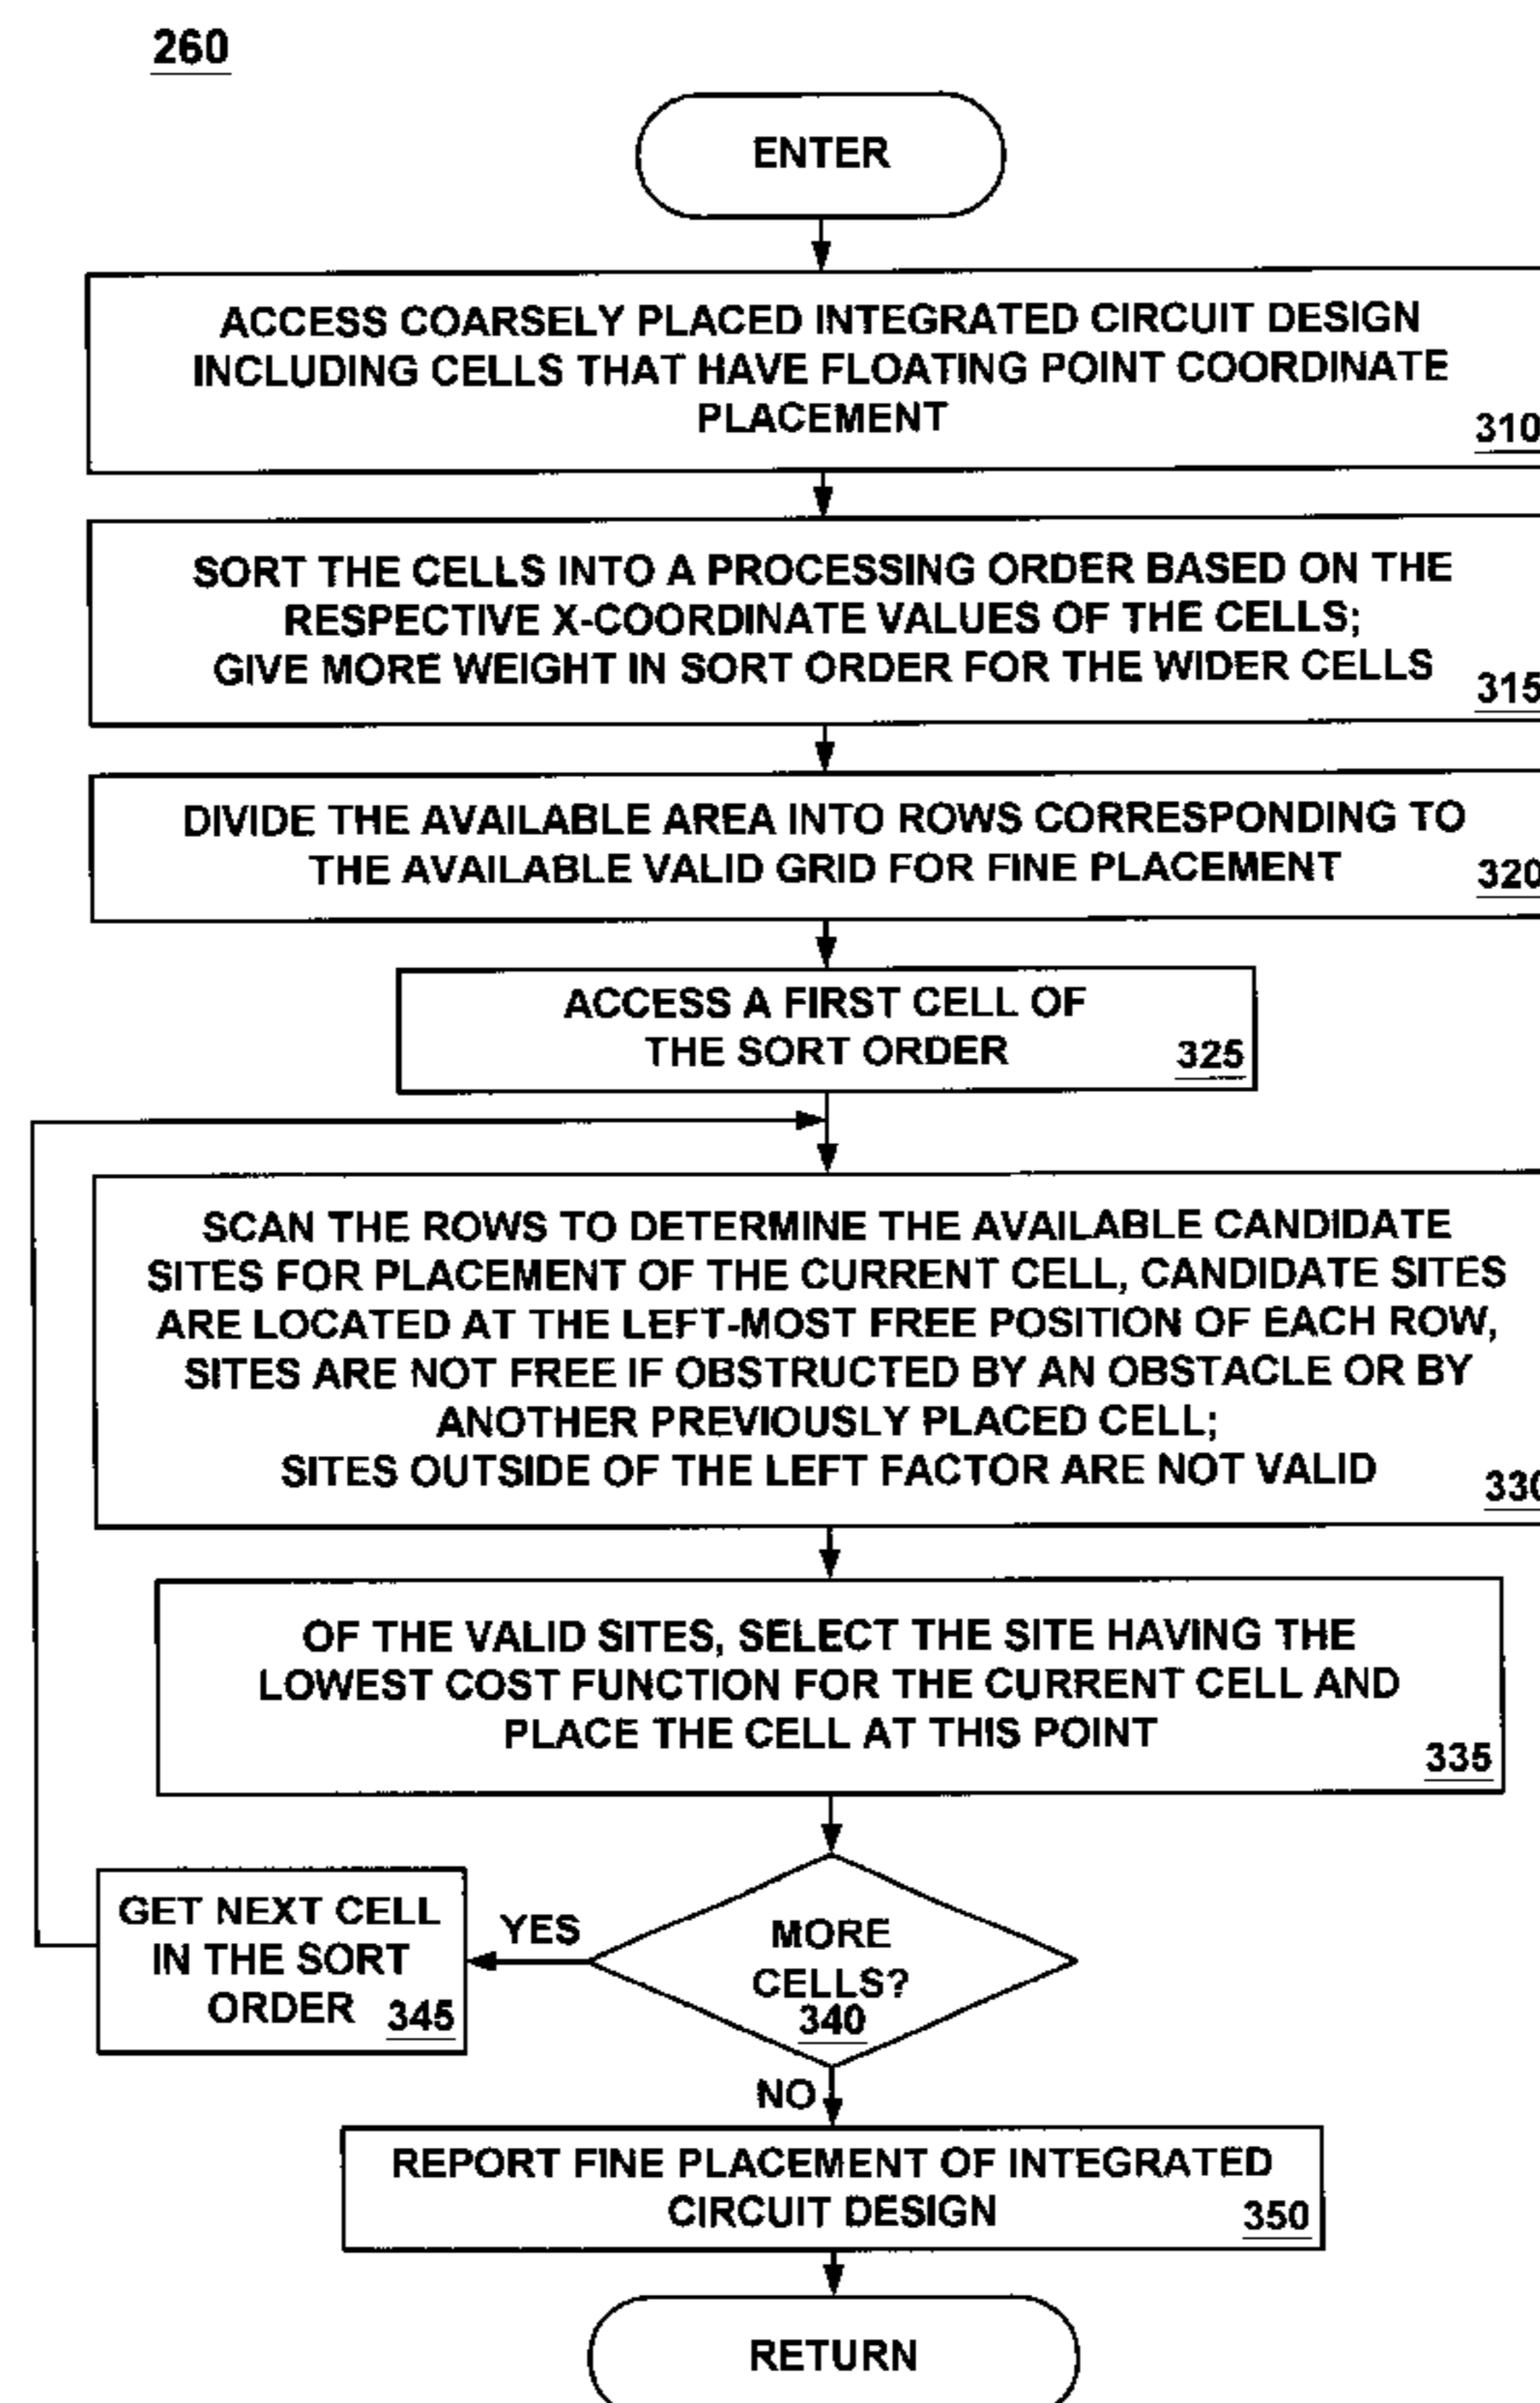 260
ENTER
ACCESS COARSELY PLACED INTEGRATED CIRCUIT DESIGN
INCLUDING CELLS THAT HAVE FLOATING POINT COORDINATE
PLACEMENT
310
SORT THE CELLS INTO A PROCESSING ORDER BASED ON THE
RESPECTIVE X-COORDINATE VALUES OF THE CELLS;
GIVE MORE WEIGHT IN SORT ORDER FOR THE WIDER CELLS
315
DIVIDE THE AVAILABLE AREA INTO ROWS CORRESPONDING TO
THE AVAILABLE VALID GRID FOR FINE PLACEMENT
320
ACCESS A FIRST CELL OF
THE SORT ORDER
325
SCAN THE ROWS TO DETERMINE THE AVAILABLE CANDIDATE
SITES FOR PLACEMENT OF THE CURRENT CELL, CANDIDATE SITES
ARE LOCATED AT THE LEFT-MOST FREE POSITION OF EACH ROW,
SITES ARE NOT FREE IF OBSTRUCTED BY AN OBSTACLE OR BY
ANOTHER PREVIOUSLY PLACED CELL;
SITES OUTSIDE OF THE LEFT FACTOR ARE NOT VALID
330
OF THE VALID SITES, SELECT THE SITE HAVING THE
LOWEST COST FUNCTION FOR THE CURRENT CELL AND
PLACE THE CELL AT THIS POINT
335
MORE
CELLS?
340
YES
GET NEXT CELL
IN THE SORT
ORDER
345
NO
REPORT FINE PLACEMENT OF INTEGRATED
CIRCUIT DESIGN
350
RETURN